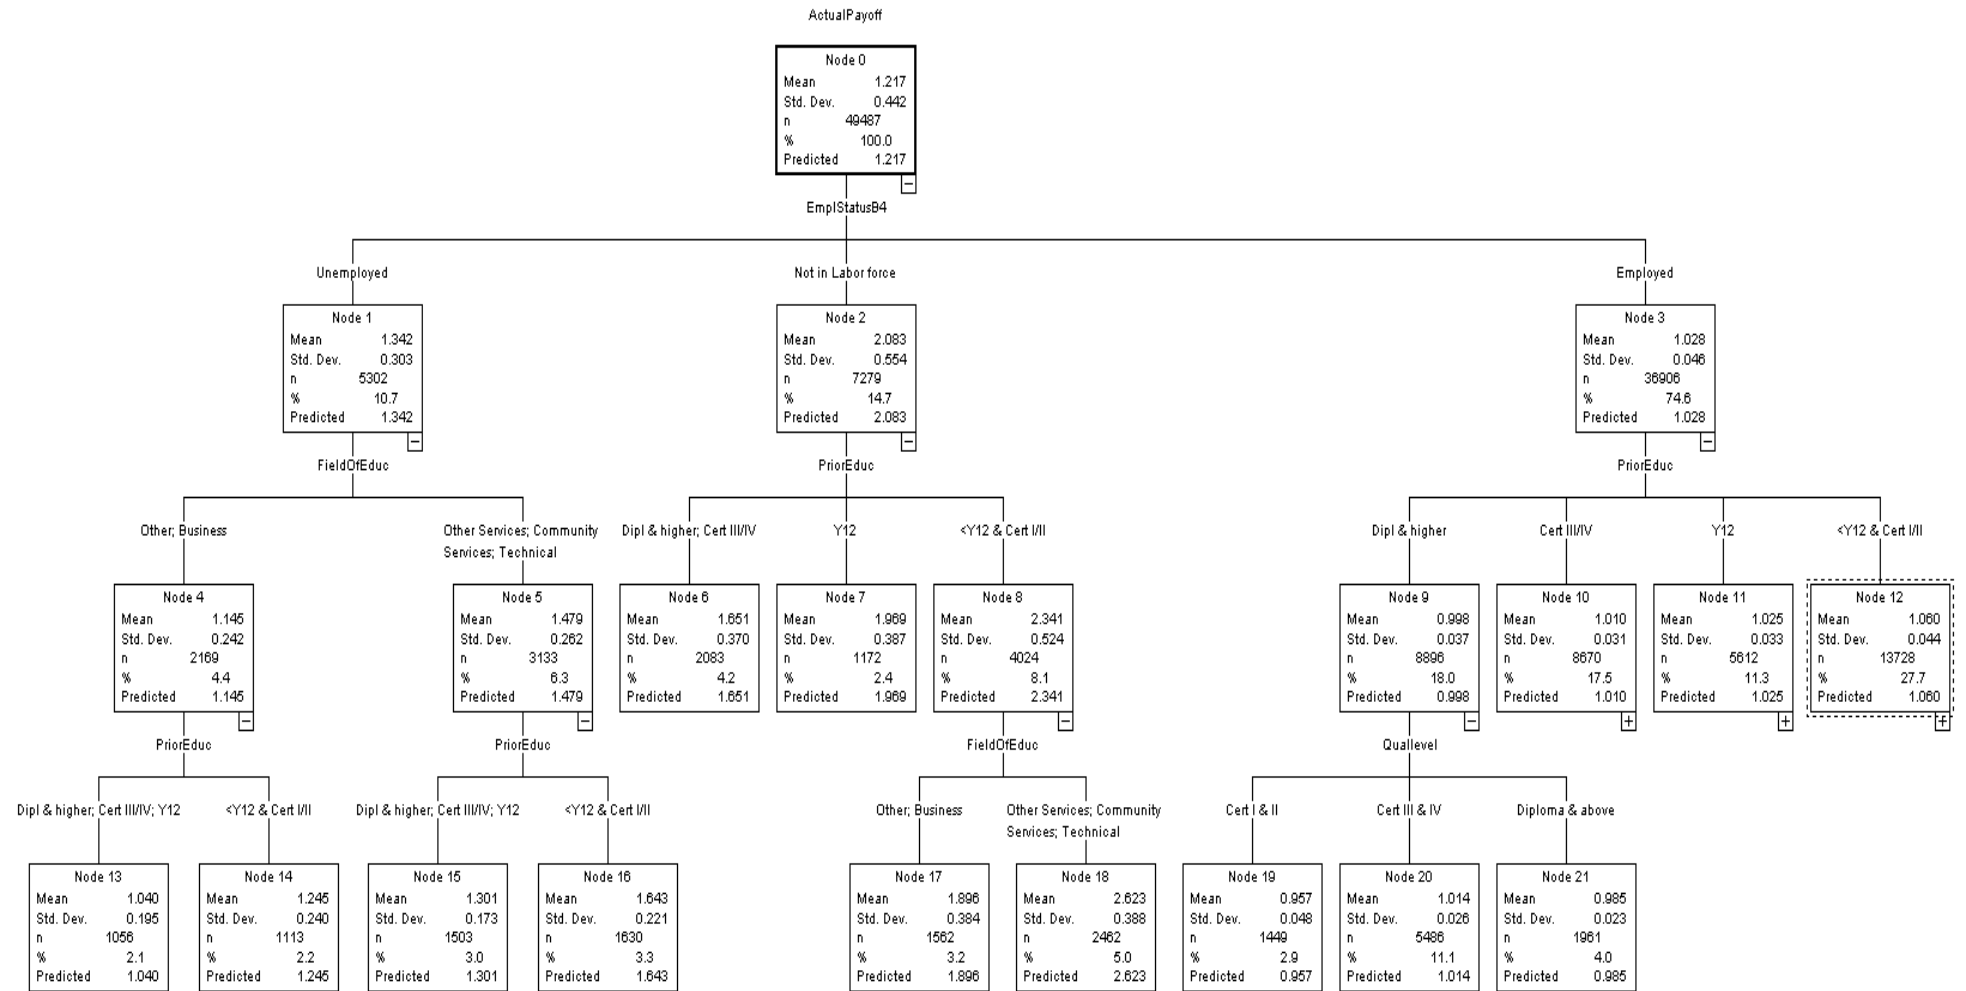 ActualPayoff
Node 0
Mean 1.217
Std. Dev. 0.442
n 49487
% 100.0
Predicted 1.217
EmplStatusB4
Unemployed
Not in Labor force
Employed
Node 1
Mean 1.342
Std. Dev. 0.303
n 5302
% 10.7
Predicted 1.342
Node 2
Mean 2.083
Std. Dev. 0.554
n 7279
% 14.7
Predicted 2.083
Node 3
Mean 1.028
Std. Dev. 0.046
n 36906
% 74.6
Predicted 1.028
FieldOfEduc
PriorEduc
PriorEduc
Other; Business
Other Services; Community
Services; Technical
Dipl & higher; Cert III/IV
Y12
<Y12 & Cert I/II
Dipl & higher
Cert III/IV
Y12
<Y12 & Cert I/II
Node 4
Mean 1.145
Std. Dev. 0.242
n 2169
% 4.4
Predicted 1.145
Node 5
Mean 1.479
Std. Dev. 0.262
n 3133
% 6.3
Predicted 1.479
Node 6
Mean 1.651
Std. Dev. 0.370
n 2083
% 4.2
Predicted 1.651
Node 7
Mean 1.969
Std. Dev. 0.387
n 1172
% 2.4
Predicted 1.969
Node 8
Mean 2.341
Std. Dev. 0.524
n 4024
% 8.1
Predicted 2.341
Node 9
Mean 0.998
Std. Dev. 0.037
n 8896
% 18.0
Predicted 0.998
Node 10
Mean 1.010
Std. Dev. 0.031
n 8670
% 17.5
Predicted 1.010
Node 11
Mean 1.025
Std. Dev. 0.033
n 5612
% 11.3
Predicted 1.025
Node 12
Mean 1.060
Std. Dev. 0.044
n 13728
% 27.7
Predicted 1.060
PriorEduc
PriorEduc
FieldOfEduc
Quallevel
Dipl & higher; Cert III/IV; Y12
<Y12 & Cert I/II
Dipl & higher; Cert III/IV; Y12
<Y12 & Cert I/II
Other; Business
Other Services; Community
Services; Technical
Cert I & II
Cert III & IV
Diploma & above
Node 13
Mean 1.040
Std. Dev. 0.195
n 1056
% 2.1
Predicted 1.040
Node 14
Mean 1.245
Std. Dev. 0.240
n 1113
% 2.2
Predicted 1.245
Node 15
Mean 1.301
Std. Dev. 0.173
n 1503
% 3.0
Predicted 1.301
Node 16
Mean 1.643
Std. Dev. 0.221
n 1630
% 3.3
Predicted 1.643
Node 17
Mean 1.896
Std. Dev. 0.384
n 1562
% 3.2
Predicted 1.896
Node 18
Mean 2.623
Std. Dev. 0.388
n 2462
% 5.0
Predicted 2.623
Node 19
Mean 0.957
Std. Dev. 0.048
n 1449
% 2.9
Predicted 0.957
Node 20
Mean 1.014
Std. Dev. 0.026
n 5486
% 11.1
Predicted 1.014
Node 21
Mean 0.985
Std. Dev. 0.023
n 1961
% 4.0
Predicted 0.985